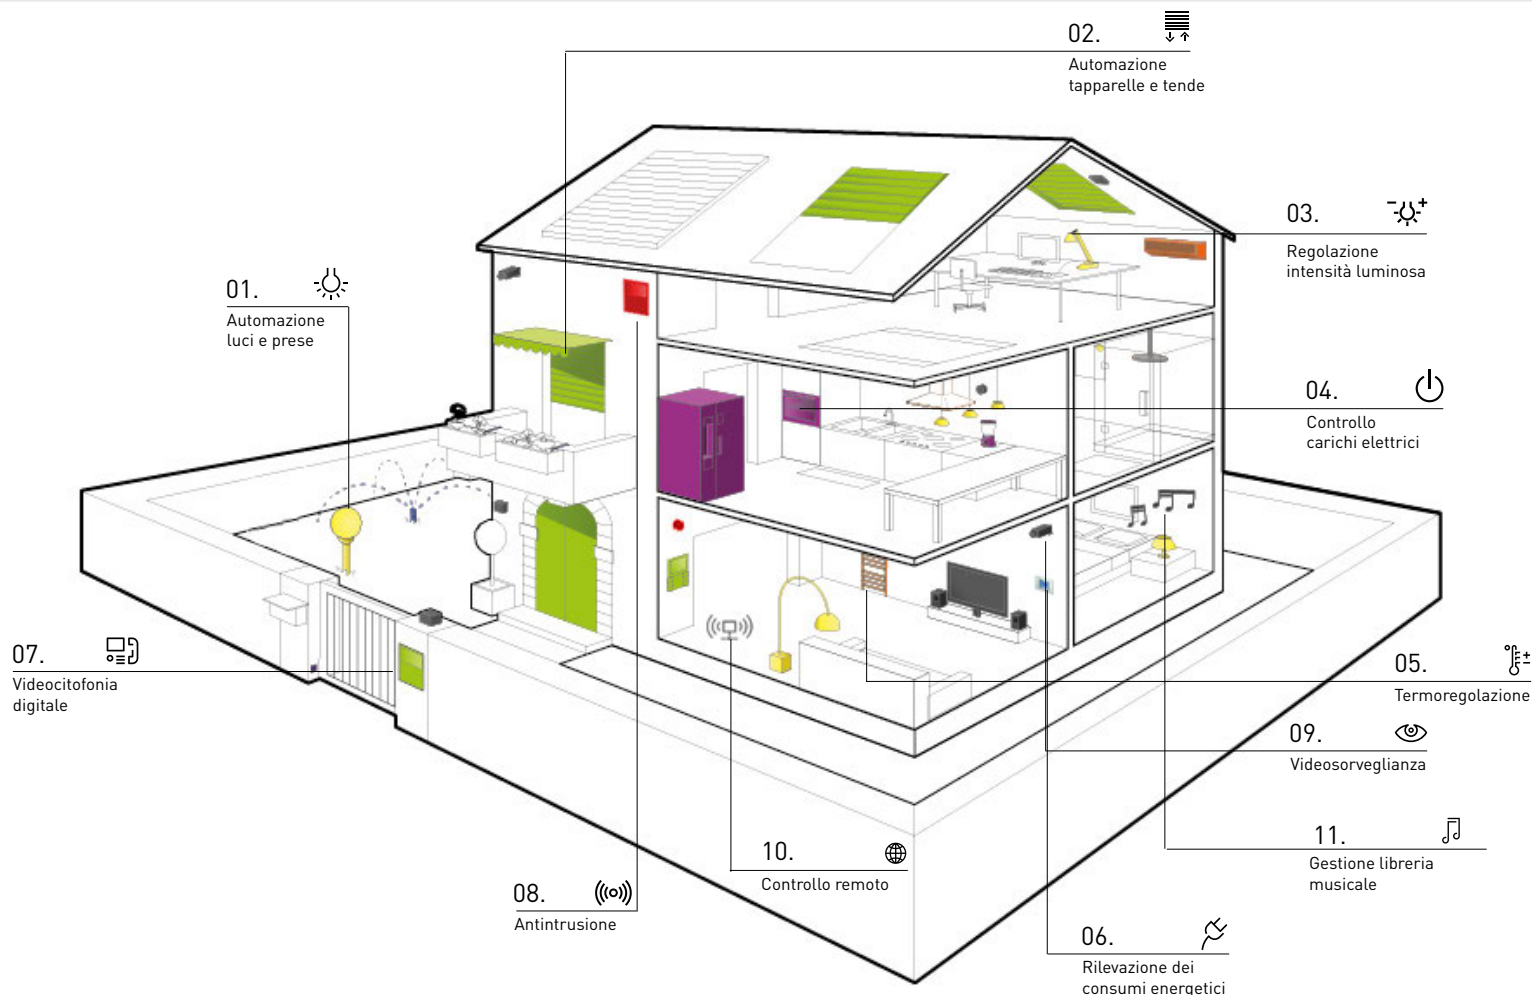 01.
Automazione
luci e prese
02.
Automazione
tapparelle e tende
03.
Regolazione
intensità luminosa
04.
Controllo
carichi elettrici
05.
Termoregolazione
06.
Rilevazione dei
consumi energetici
07.
Videocitofonia
digitale
08.
Antintrusione
09.
Videosorveglianza
10.
Controllo remoto
11.
Gestione libreria
musicale